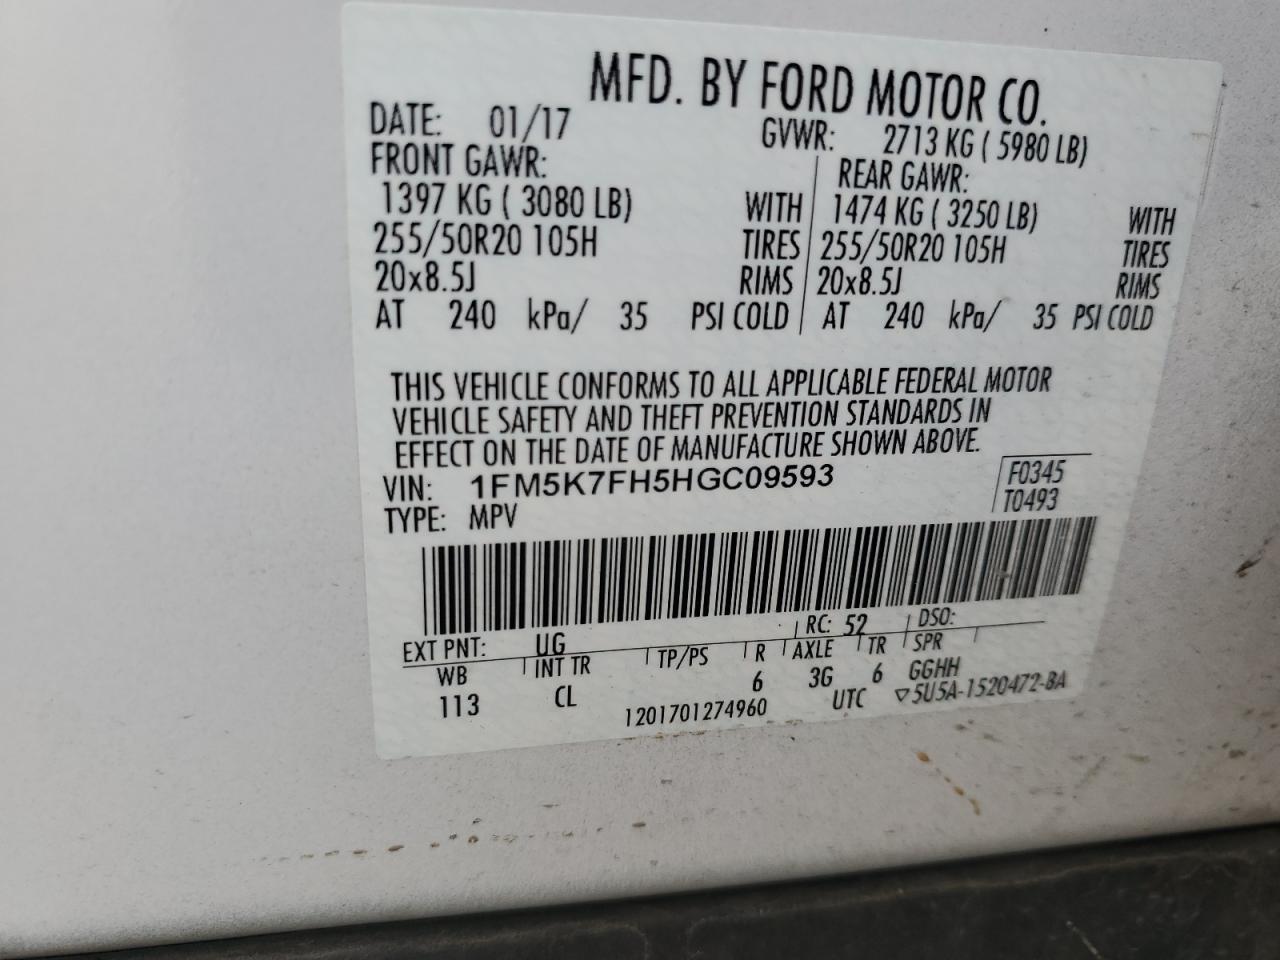 MFD. BY FORD MOTOR CO.
DATE: 01/17 GVWR: 2713 KG ( 5980 LB)
FRONT GAWR: REAR GAWR:
1397 KG ( 3080 LB) WITH 1474 KG ( 3250 LB) WITH
255/50R20 105H TIRES 255/50R20 105H TIRES
20x8.5J RIMS 20x8.5J RIMS
AT 240 kPa/ 35 PSI COLD AT 240 kPa/ 35 PSI COLD
THIS VEHICLE CONFORMS TO ALL APPLICABLE FEDERAL MOTOR
VEHICLE SAFETY AND THEFT PREVENTION STANDARDS IN
EFFECT ON THE DATE OF MANUFACTURE SHOWN ABOVE.
VIN: 1FM5K7FH5HGC09593 F0345
TYPE: MPV T0493
EXT PNT: UG RC: 52 DSO:
WB INT TR TP/PS R AXLE TR SPR
113 CL 6 3G 6 GGHH
1201701274960 UTC ▽5U5A-1520472-BA